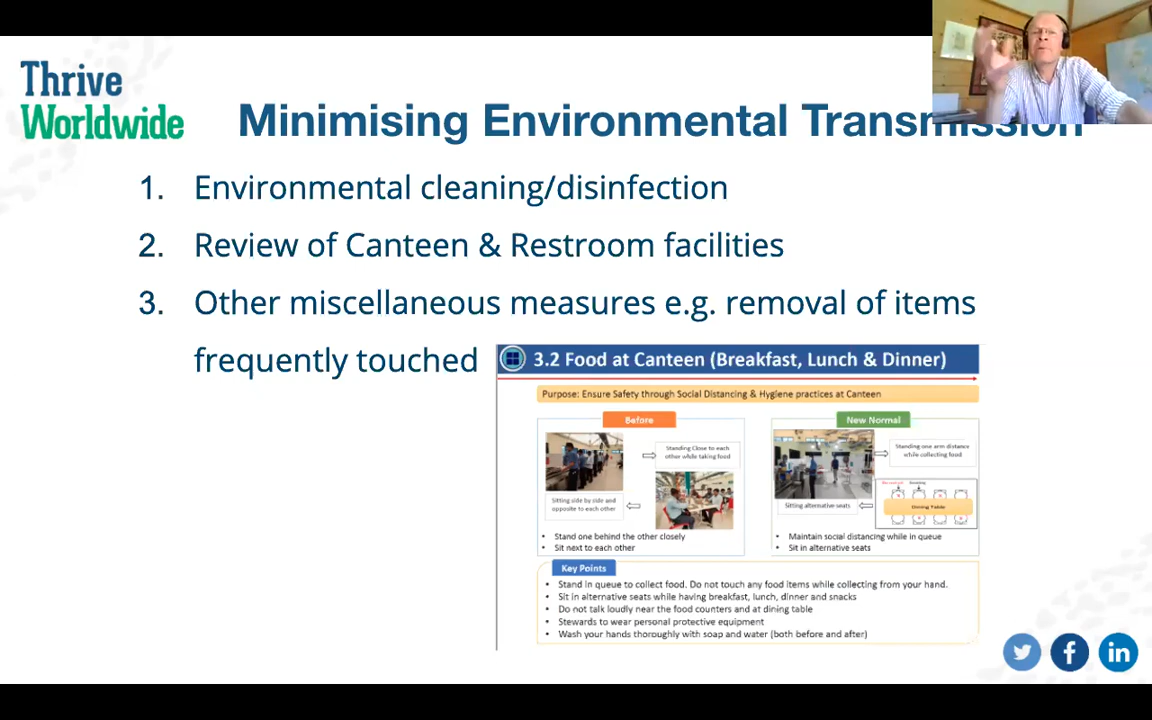 Thrive
Worldwide
Minimising Environmental Transmission
1. Environmental cleaning/disinfection
2. Review of Canteen & Restroom facilities
3. Other miscellaneous measures e.g. removal of items
frequently touched
3.2 Food at Canteen (Breakfast, Lunch & Dinner)
Purpose: Ensure Safety through Social Distancing & Hygiene practices at Canteen
Before
Standing Close to each
other while taking food
Sitting side by side and
opposite to each other
• Stand one behind the other closely
• Sit next to each other
New Normal
Standing one arm distance
while collecting food
Sitting alternative seats
Dining Table
• Maintain social distancing while in queue
• Sit in alternative seats
Key Points
• Stand in queue to collect food. Do not touch any food items while collecting from your hand.
• Sit in alternative seats while having breakfast, lunch, dinner and snacks
• Do not talk loudly near the food counters and at dining table
• Stewards to wear personal protective equipment
• Wash your hands thoroughly with soap and water (both before and after)
f
in